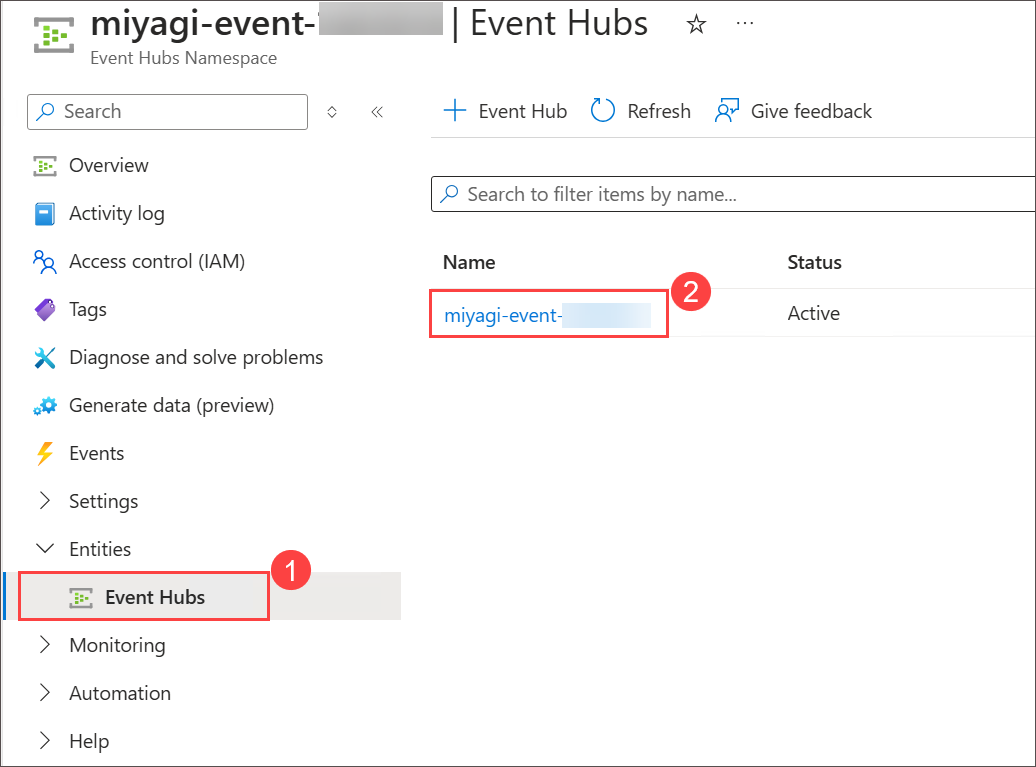 miyagi-event- | Event Hubs
Event Hubs Namespace
Search
Event Hub Refresh Give feedback
Overview
Activity log
Search to filter items by name...
Access control (IAM)
Name Status
2
Tags
miyagi-event- Active
Diagnose and solve problems
Generate data (preview)
Events
Settings
Entities
1
Event Hubs
Monitoring
Automation
Help